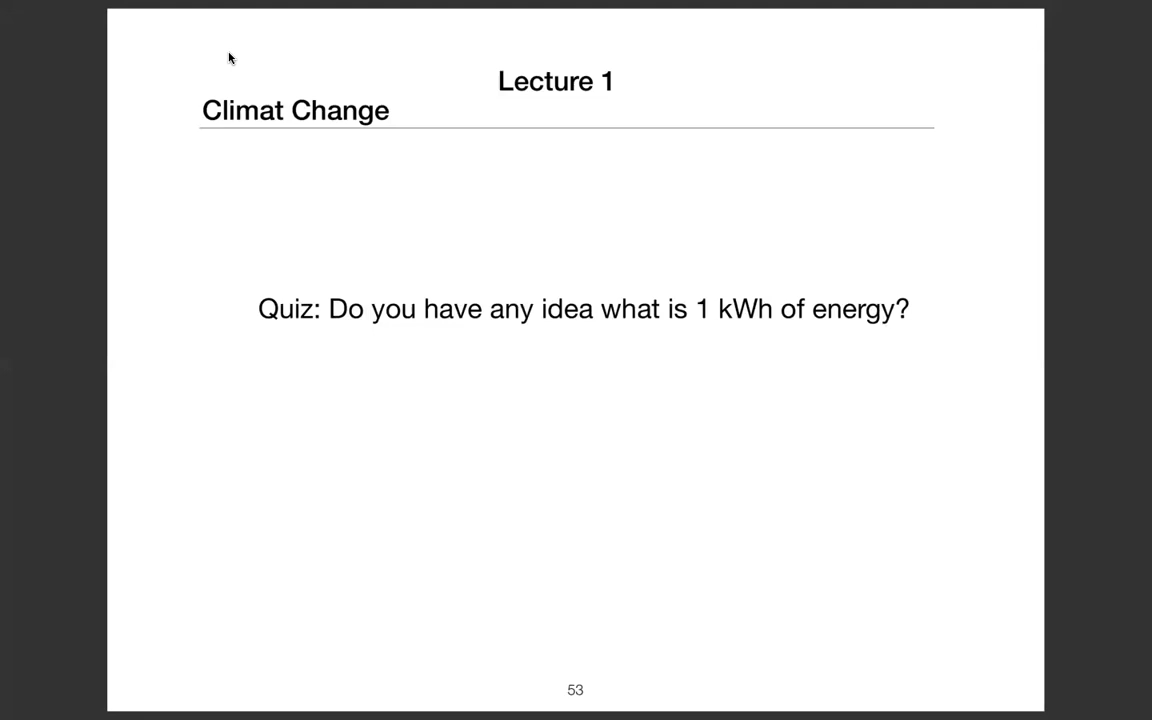 Lecture 1
Climat Change
Quiz: Do you have any idea what is 1 kWh of energy?
53